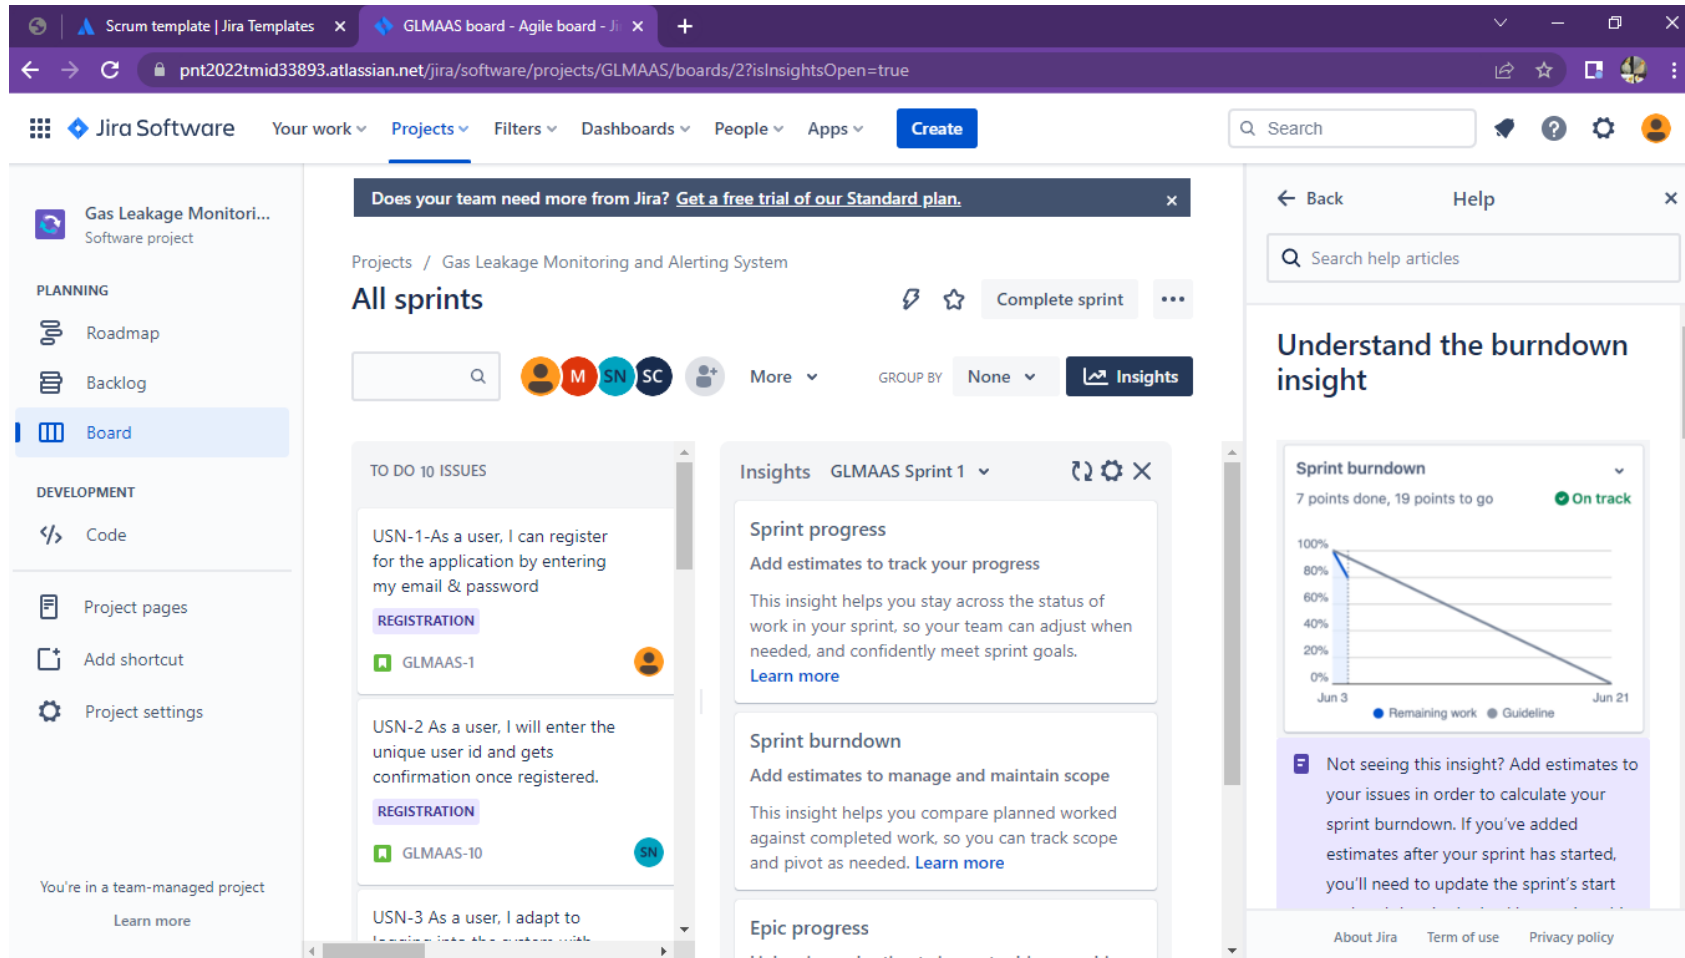 Scrum template | Jira Templates
GLMAAS board - Agile board -
pnt2022tmid33893.atlassian.net/jira/software/projects/GLMAAS/boards/2?isInsightsOpen=true
Jira Software
Your work
Projects
Filters
Dashboards
People
Apps
Create
Search
Gas Leakage Monitori...
Software project
PLANNING
Roadmap
Backlog
Board
DEVELOPMENT
Code
Project pages
Add shortcut
Project settings
You're in a team-managed project
Learn more
Does your team need more from Jira? Get a free trial of our Standard plan.
Projects / Gas Leakage Monitoring and Alerting System
All sprints
Complete sprint
M
SN
SC
More
GROUP BY
None
Insights
TO DO 10 ISSUES
USN-1-As a user, I can register
for the application by entering
my email & password
REGISTRATION
GLMAAS-1
USN-2 As a user, I will enter the
unique user id and gets
confirmation once registered.
REGISTRATION
GLMAAS-10
SN
USN-3 As a user, I adapt to
Insights
GLMAAS Sprint 1
Sprint progress
Add estimates to track your progress
This insight helps you stay across the status of
work in your sprint, so your team can adjust when
needed, and confidently meet sprint goals.
Learn more
Sprint burndown
Add estimates to manage and maintain scope
This insight helps you compare planned worked
against completed work, so you can track scope
and pivot as needed. Learn more
Epic progress
Back
Help
Search help articles
Understand the burndown
insight
Sprint burndown
7 points done, 19 points to go
On track
100%
80%
60%
40%
20%
0%
Jun 3
Jun 21
Remaining work
Guideline
Not seeing this insight? Add estimates to
your issues in order to calculate your
sprint burndown. If you've added
estimates after your sprint has started,
you'll need to update the sprint's start
About Jira
Term of use
Privacy policy